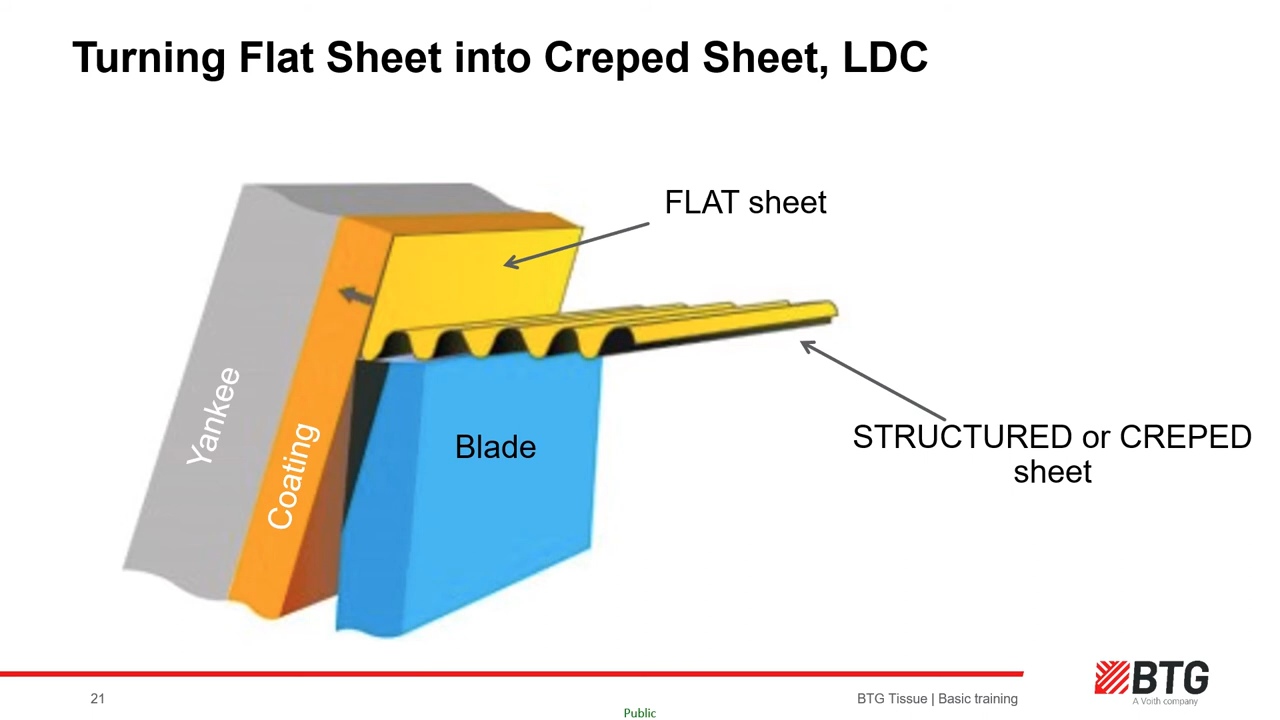 Turning Flat Sheet into Creped Sheet, LDC
FLAT sheet
Yankee
Coating
Blade
STRUCTURED or CREPED
sheet
21
BTG Tissue | Basic training
BTG
A Voith company
Public